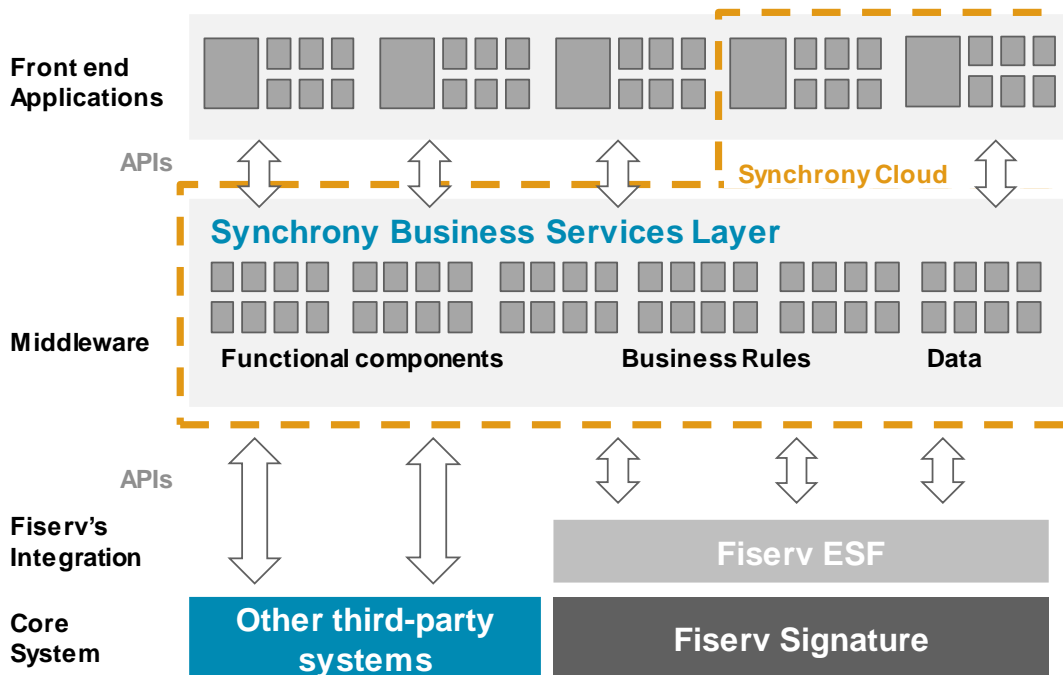 Front end
Applications
APIs
Synchrony Cloud
Synchrony Business Services Layer
Middleware
Functional components
Business Rules
Data
APIs
Fiserv's
Integration
Fiserv ESF
Core
System
Other third-party
systems
Fiserv Signature